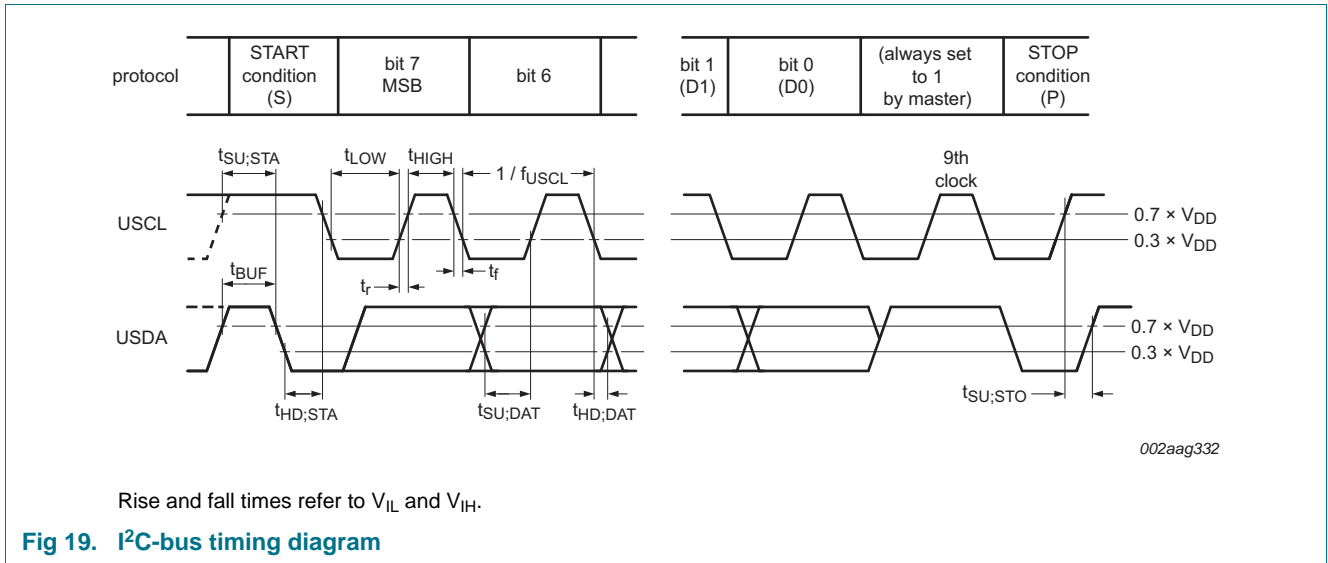 protocol
START
condition
(S)
bit 7
MSB
bit 6
bit 1
(D1)
bit 0
(D0)
(always set
to 1
by master)
STOP
condition
(P)
tSU;STA
tLOW
tHIGH
1 / fUSCL
9th
clock
USCL
0.7 × VDD
0.3 × VDD
tBUF
tr
tf
USDA
0.7 × VDD
0.3 × VDD
tHD;STA
tSU;DAT
tHD;DAT
tSU;STO
002aag332
Rise and fall times refer to VIL and VIH.
Fig 19. I²C-bus timing diagram